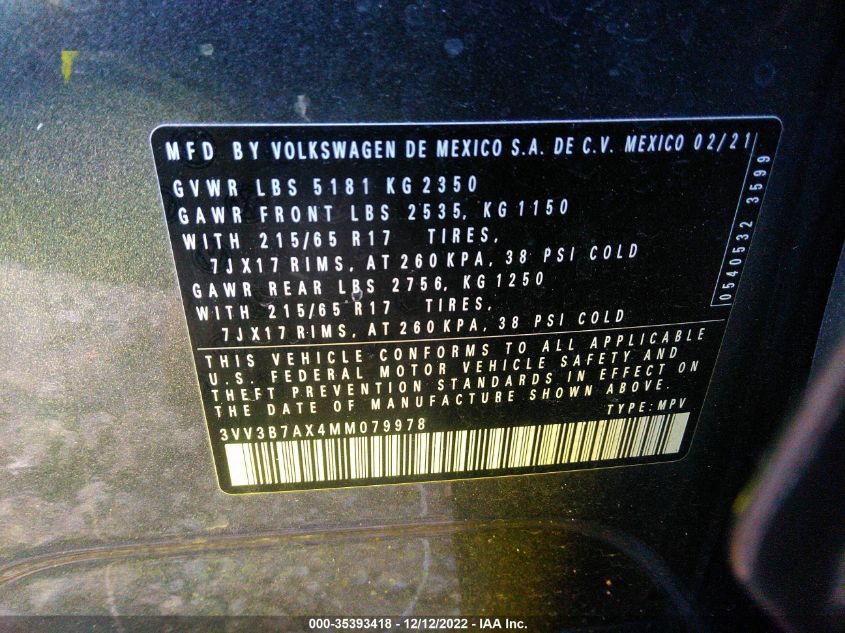 MFD BY VOLKSWAGEN DE MEXICO S.A. DE C.V. MEXICO 02/21
GVWR LBS 5181 KG 2350
GAWR FRONT LBS 2535, KG 1150
WITH 215/65 R17 TIRES,
7JX17 RIMS, AT 260 KPA, 38 PSI COLD
GAWR REAR LBS 2756, KG 1250
WITH 215/65 R17 TIRES,
7JX17 RIMS, AT 260 KPA, 38 PSI COLD
THIS VEHICLE CONFORMS TO ALL APPLICABLE
U.S. FEDERAL MOTOR VEHICLE SAFETY AND
THEFT PREVENTION STANDARDS IN EFFECT ON
THE DATE OF MANUFACTURE SHOWN ABOVE.
TYPE: MPV
3VV3B7AX4MM079978
0540532 3599
000-35393418 - 12/12/2022 - IAA Inc.